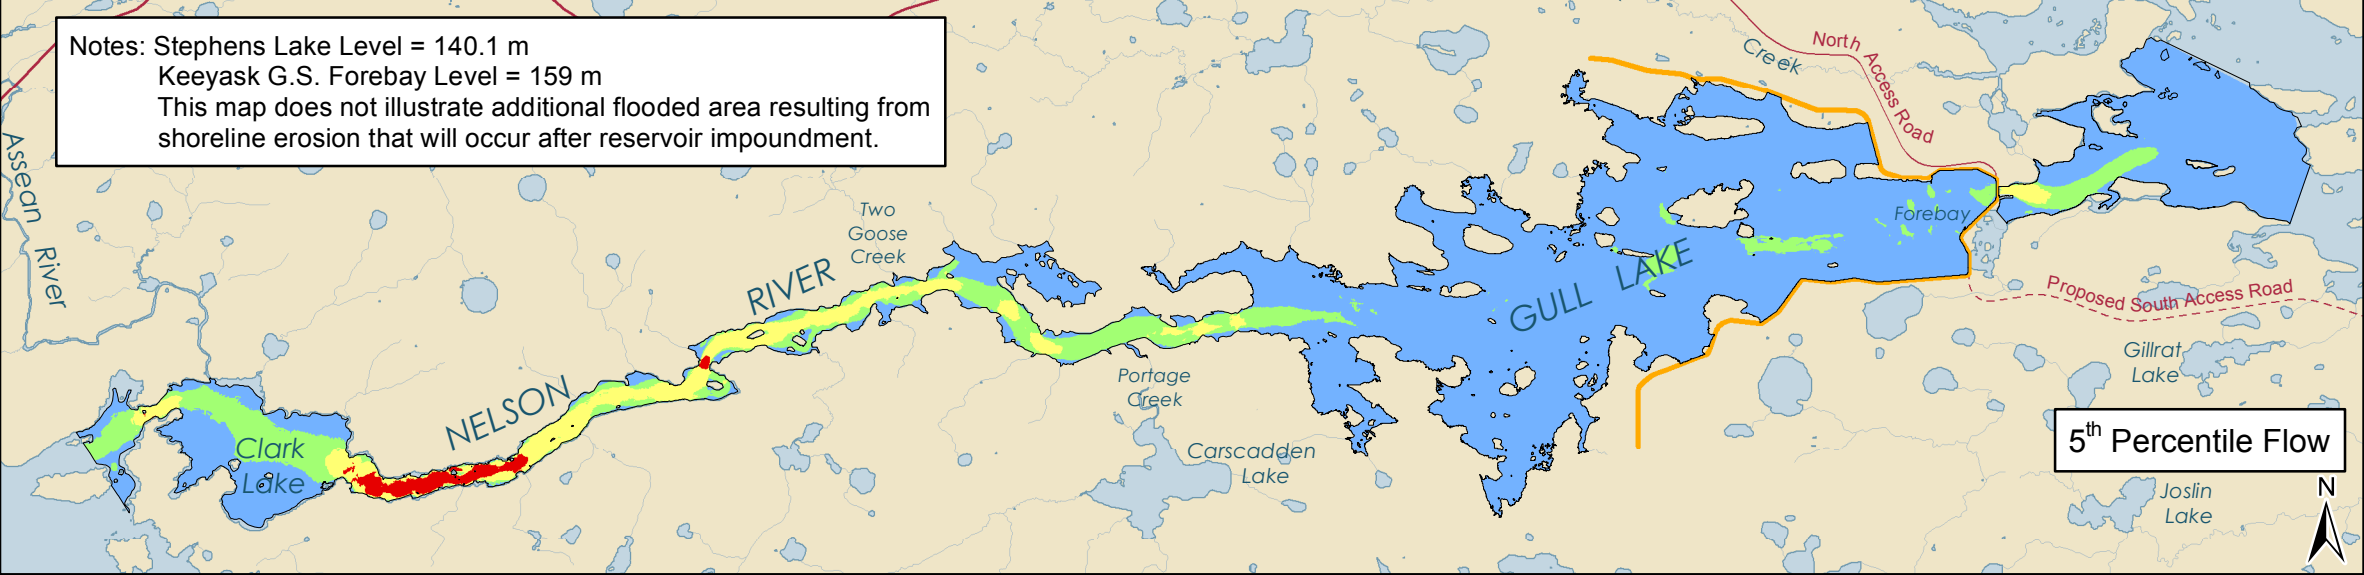 Notes: Stephens Lake Level = 140.1 m
Keeyask G.S. Forebay Level = 159 m
This map does not illustrate additional flooded area resulting from
shoreline erosion that will occur after reservoir impoundment.
Assean River
Clark
Lake
NELSON RIVER
Two
Goose
Creek
Portage
Creek
Carscadden
Lake
GULL LAKE
Creek
North Access Road
Forebay
Proposed South Access Road
Gillrat
Lake
5th Percentile Flow
Joslin
Lake
N